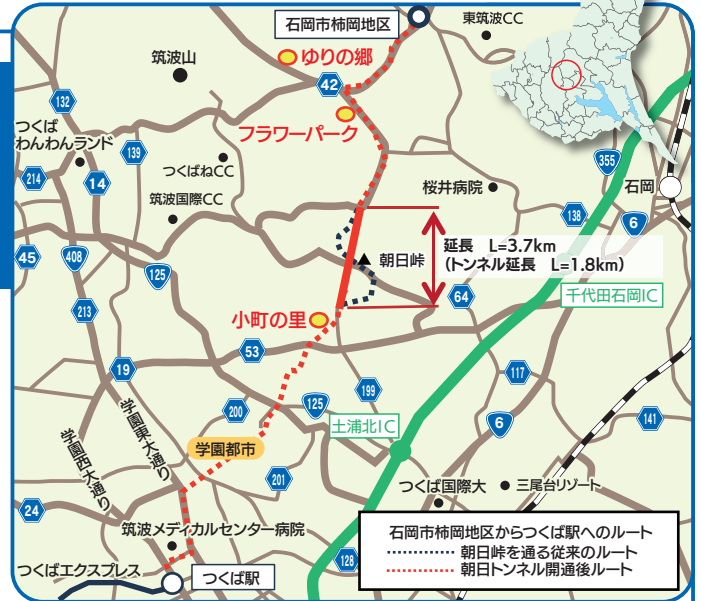 石岡市柿岡地区
東筑波CC
筑波山
ゆりの郷
42
132
フラワーパーク
つくば
わんわんランド
139
つくばねCC
355
214
14
筑波国際CC
桜井病院
石岡
138
6
45
408
125
朝日峠
延長 L=3.7km
(トンネル延長 L=1.8km)
64
千代田石岡IC
213
小町の里
53
19
117
199
200
125
学園東大通り
土浦北IC
6
141
学園西大通り
学園都市
201
つくば国際大
三尾台リゾート
24
筑波メディカルセンター病院
石岡市柿岡地区からつくば駅へのルート
朝日峠を通る従来のルート
朝日トンネル開通後ルート
128
つくばエクスプレス
つくば駅